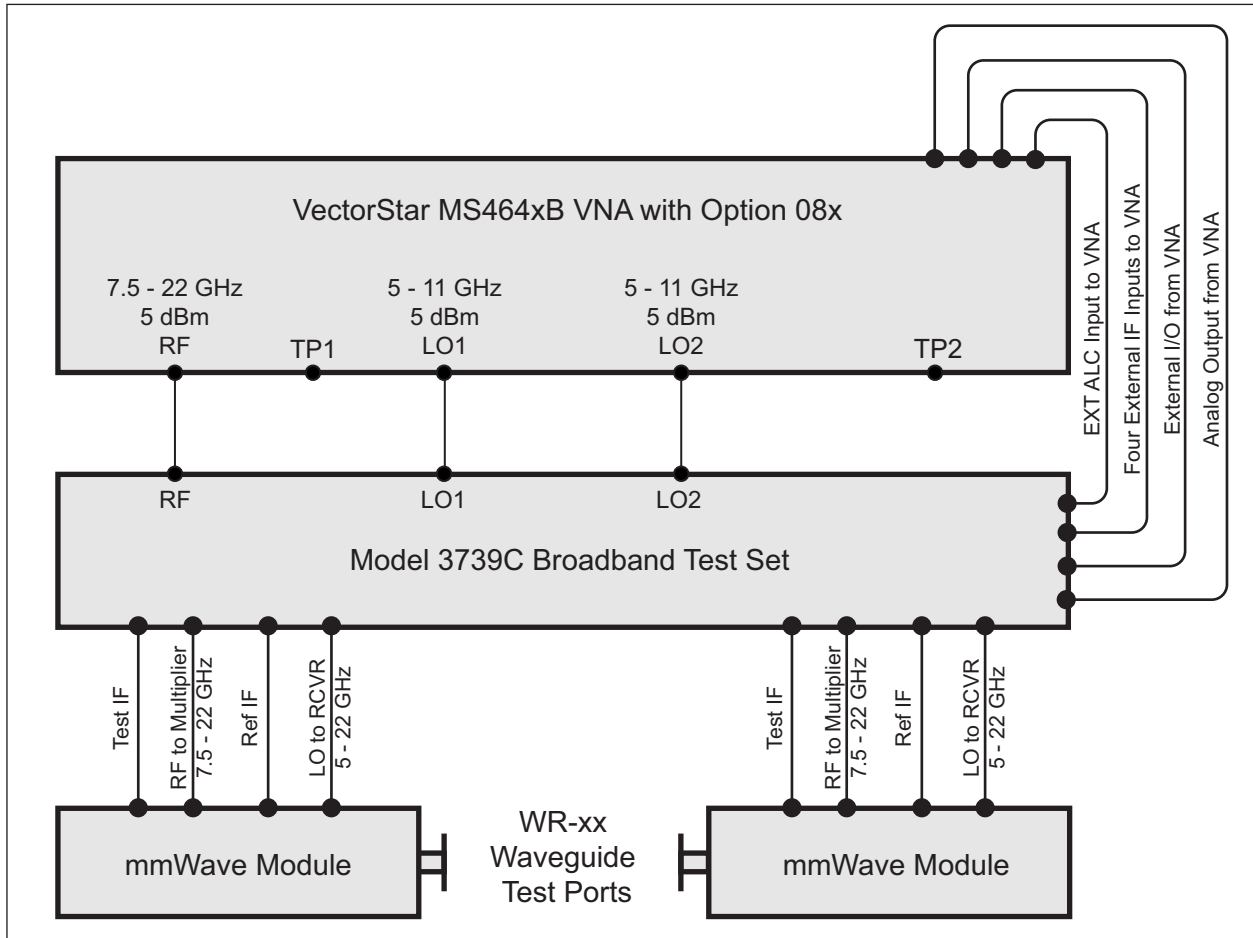 VectorStar MS464xB VNA with Option 08x
7.5 - 22 GHz
5 dBm
RF
TP1
5 - 11 GHz
5 dBm
LO1
5 - 11 GHz
5 dBm
LO2
TP2
EXT ALC Input to VNA
Four External IF Inputs to VNA
External I/O from VNA
Analog Output from VNA
RF
LO1
LO2
Model 3739C Broadband Test Set
Test IF
RF to Multiplier
7.5 - 22 GHz
Ref IF
LO to RCVR
5 - 22 GHz
Test IF
RF to Multiplier
7.5 - 22 GHz
Ref IF
LO to RCVR
5 - 22 GHz
mmWave Module
WR-xx
Waveguide
Test Ports
mmWave Module